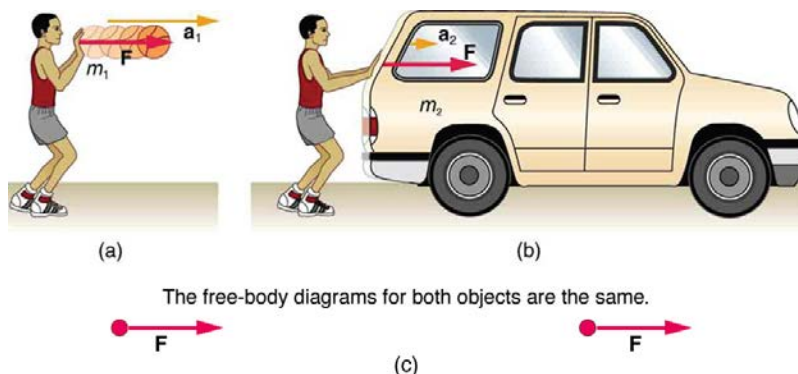 a₁
F
m₁
(a)
a₂
F
m₂
(b)
The free-body diagrams for both objects are the same.
F
F
(c)